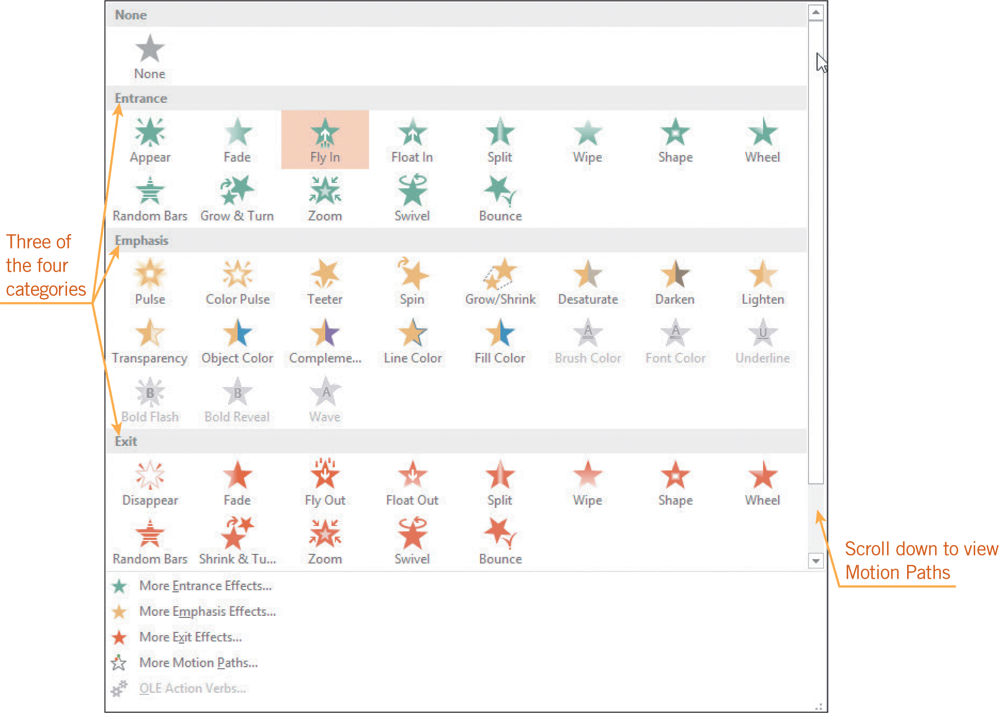 None
None
Entrance
Appear Fade Fly In Float In Split Wipe Shape Wheel
Random Bars Grow & Turn Zoom Swivel Bounce
Three of
the four
categories
Emphasis
Pulse Color Pulse Teeter Spin Grow/Shrink Desaturate Darken Lighten
Transparency Object Color Compleme... Line Color Fill Color Brush Color Font Color Underline
Bold Flash Bold Reveal Wave
Exit
Disappear Fade Fly Out Float Out Split Wipe Shape Wheel
Random Bars Shrink & Tu... Zoom Swivel Bounce
Scroll down to view
Motion Paths
More Entrance Effects...
More Emphasis Effects...
More Exit Effects...
More Motion Paths...
OLE Action Verbs...